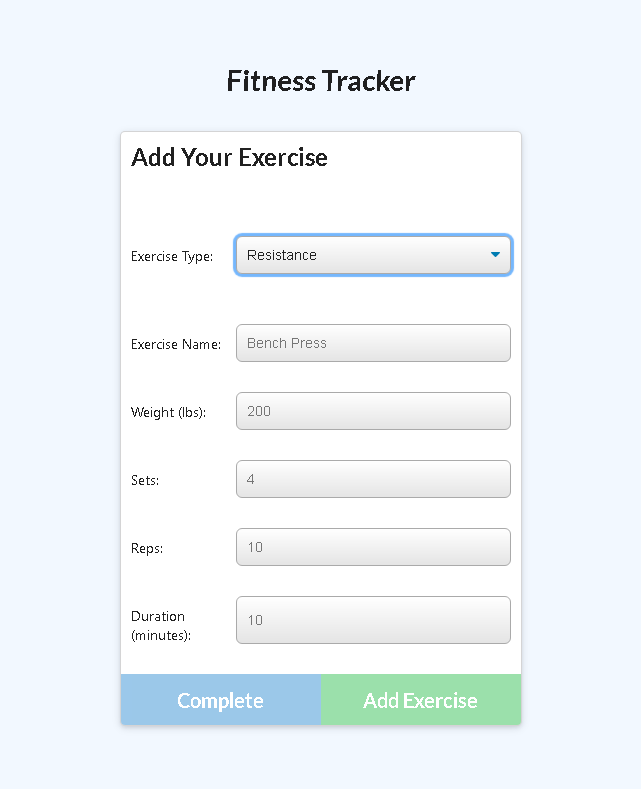 Fitness Tracker
Add Your Exercise
Exercise Type: Resistance
Exercise Name: Bench Press
Weight (lbs): 200
Sets: 4
Reps: 10
Duration
(minutes): 10
Complete Add Exercise